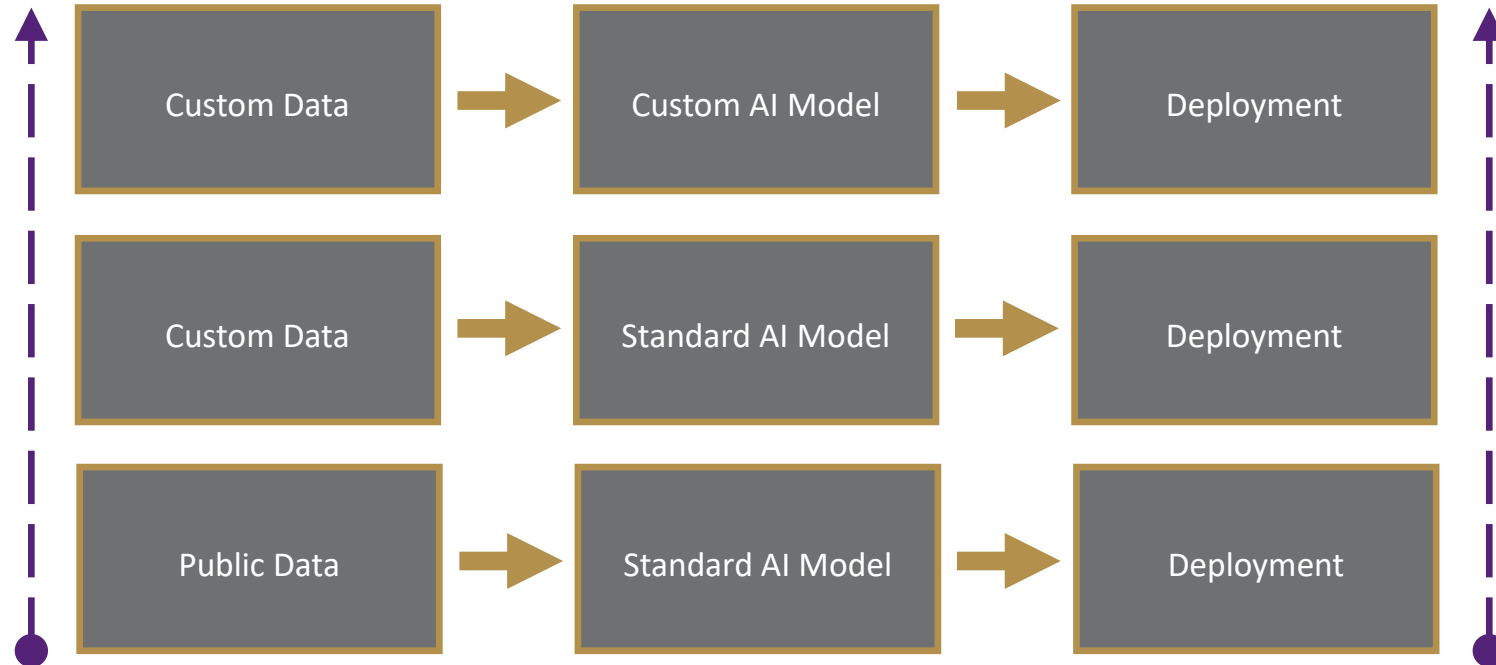 Custom Data
Custom AI Model
Deployment
Custom Data
Standard AI Model
Deployment
Public Data
Standard AI Model
Deployment